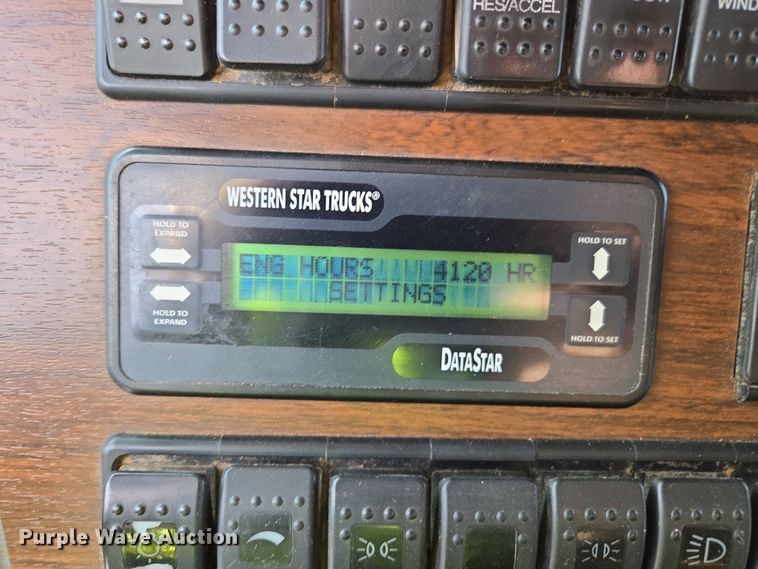 RES/ACCEL
WIND
WESTERN STAR TRUCKS®
HOLD TO
EXPAND
HOLD TO SET
ENG HOURS 4120 HR
SETTINGS
HOLD TO
EXPAND
HOLD TO SET
DATASTAR
Purple Wave Auction